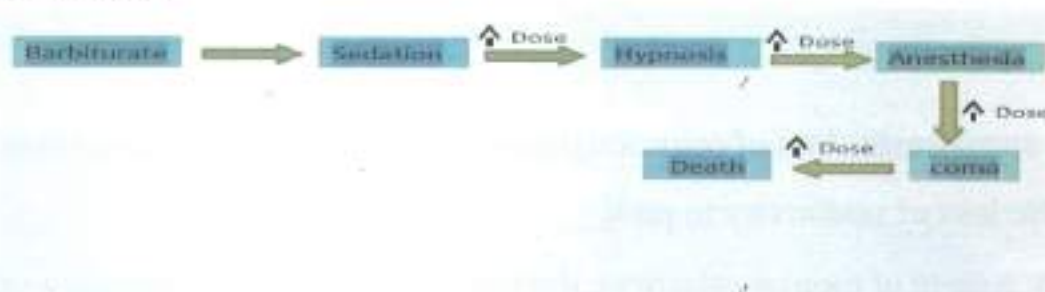 Barbiturate
Sedation
Dose
Hypnosis
Dose
Anesthesia
Dose
coma
Dose
Death